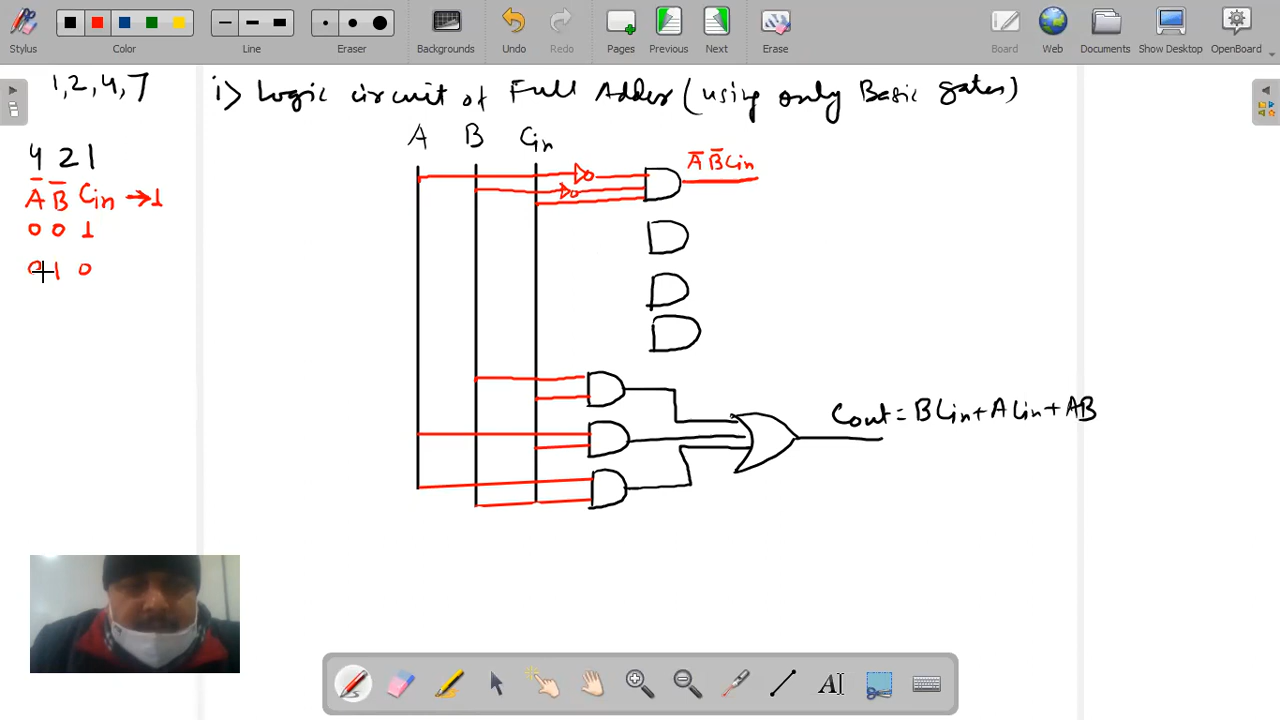 Stylus Color Line Eraser Backgrounds Undo Redo Pages Previous Next Erase Board Web Documents Show Desktop OpenBoard
1,2,4,7
i) Logic circuit of Full Adder (using only Basic gates)
A B Cin
4 2 1
A̅ B̅ Cin → 1
0 0 1
0 1 0
A̅ B̅ Cin
Cout = BCin + ACin + AB